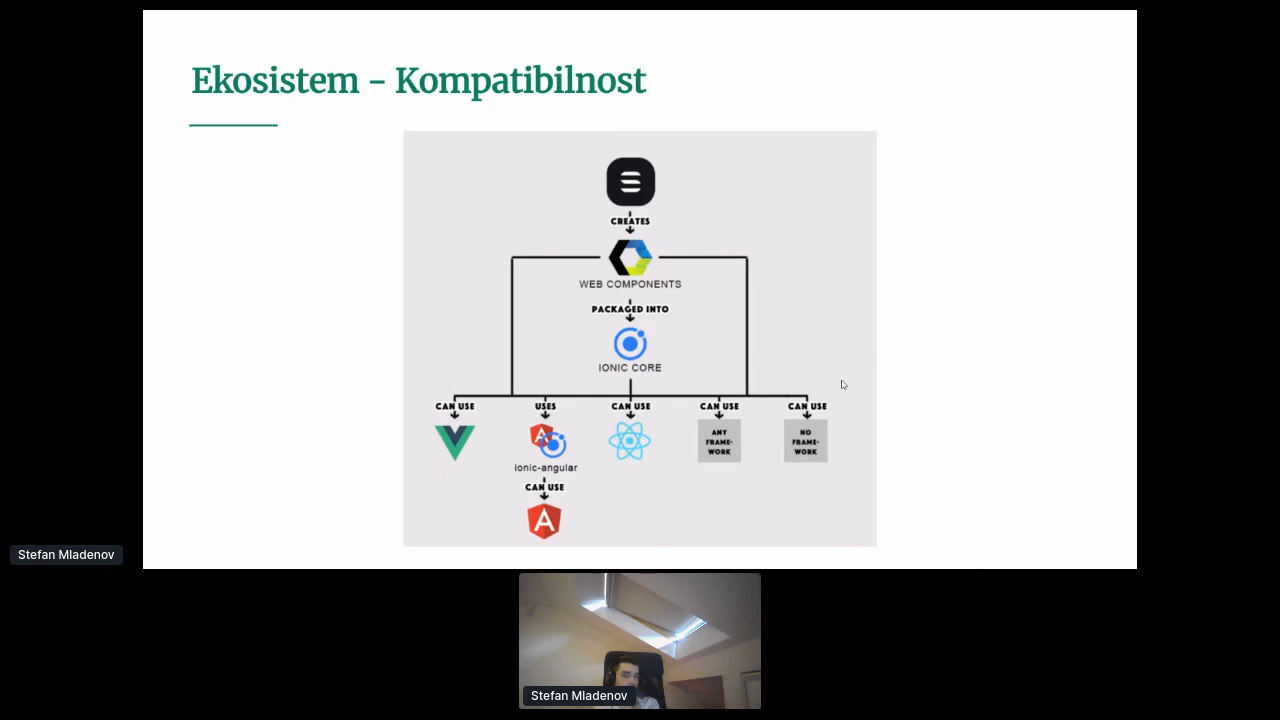 Ekosistem - Kompatibilnost
CREATES
WEB COMPONENTS
PACKAGED INTO
IONIC CORE
CAN USE
USES
CAN USE
CAN USE
CAN USE
ANY
FRAME-
WORK
NO
FRAME-
WORK
ionic-angular
CAN USE
Stefan Mladenov
Stefan Mladenov